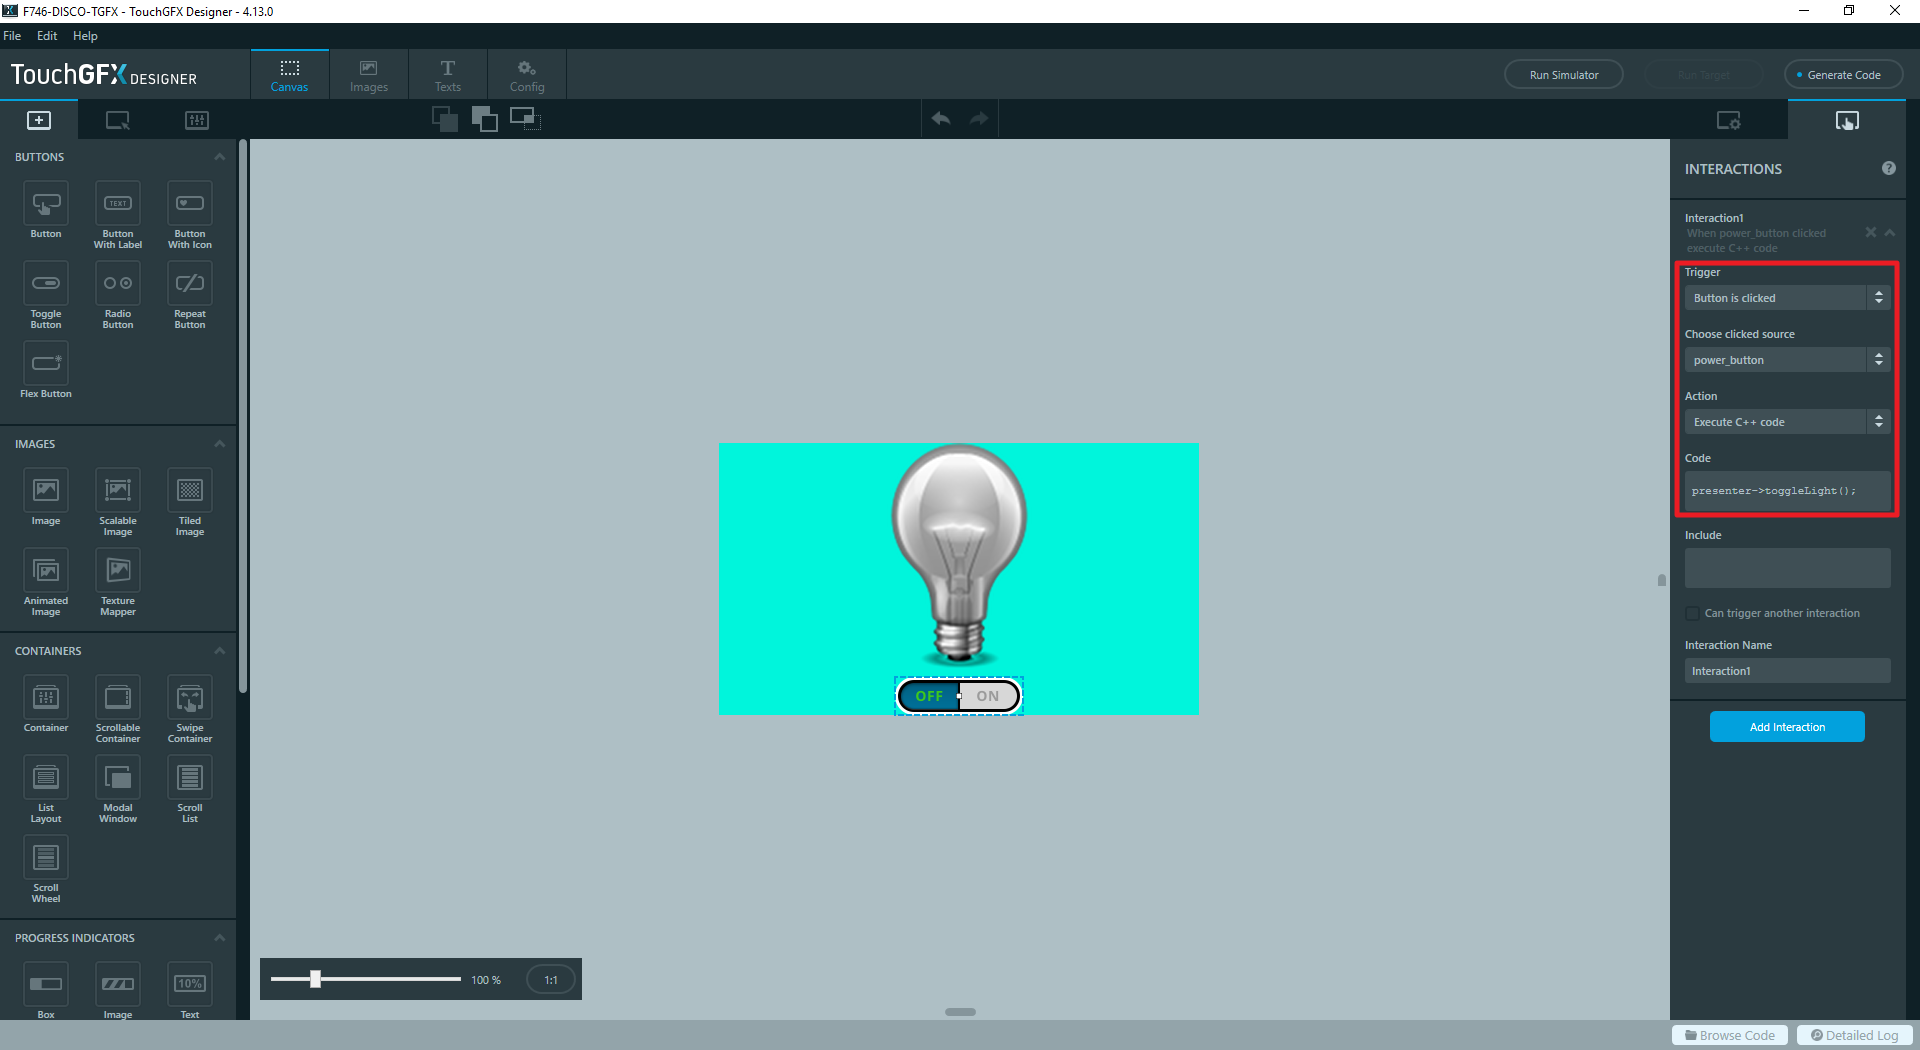 F746-DISCO-TGFX - TouchGFX Designer - 4.13.0
File Edit Help
TouchGFX DESIGNER
Canvas
Images
Texts
Config
Run Simulator
Run Target
Generate Code
BUTTONS
Button
Button With Label
Button With Icon
Toggle Button
Radio Button
Repeat Button
Flex Button
IMAGES
Image
Scalable Image
Tiled Image
Animated Image
Texture Mapper
CONTAINERS
Container
Scrollable Container
Swipe Container
List Layout
Modal Window
Scroll List
Scroll Wheel
PROGRESS INDICATORS
10%
Box
Image
Text
TEXT
OFF ON
100 %
1:1
INTERACTIONS
?
Interaction1
When power_button clicked
execute C++ code
Trigger
Button is clicked
Choose clicked source
power_button
Action
Execute C++ code
Code
presenter->toggleLight();
Include
Can trigger another interaction
Interaction Name
Interaction1
Add Interaction
Browse Code
Detailed Log